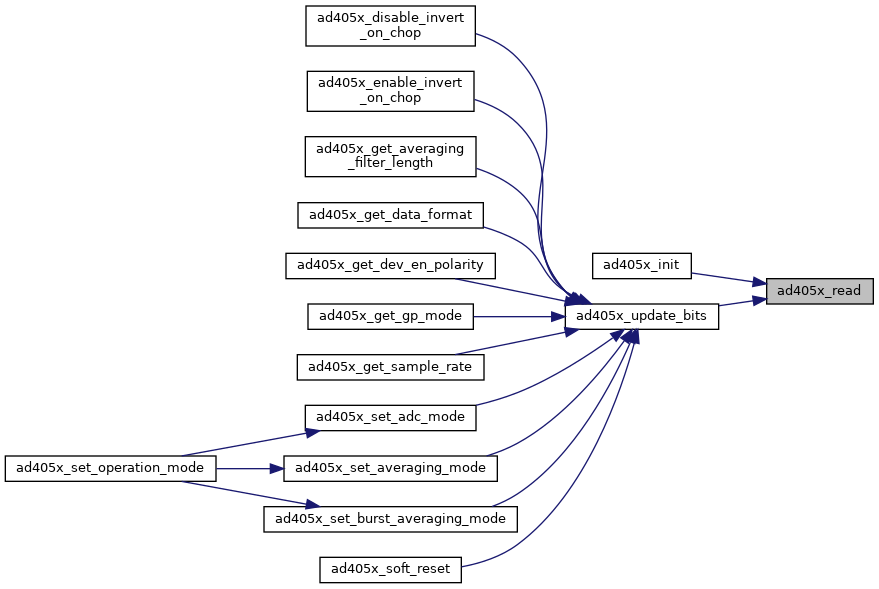 ad405x_disable_invert
_on_chop
ad405x_enable_invert
_on_chop
ad405x_get_averaging
_filter_length
ad405x_get_data_format
ad405x_get_dev_en_polarity
ad405x_init
ad405x_read
ad405x_get_gp_mode
ad405x_update_bits
ad405x_get_sample_rate
ad405x_set_adc_mode
ad405x_set_operation_mode
ad405x_set_averaging_mode
ad405x_set_burst_averaging_mode
ad405x_soft_reset